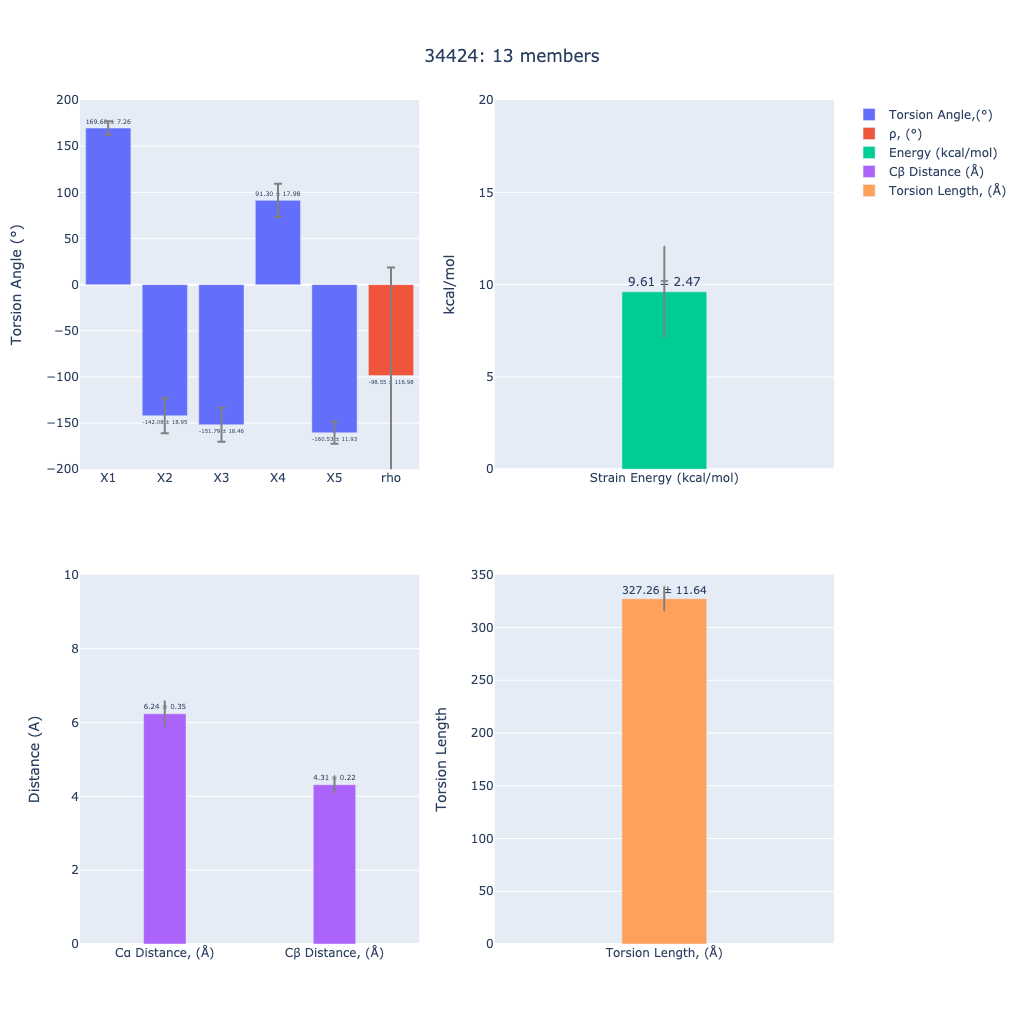 34424: 13 members
Torsion Angle (°)
200
150
100
50
0
−50
−100
−150
−200
169.68 ± 7.26
-142.08 ± 18.95
-151.79 ± 18.46
91.30 ± 17.98
-160.53 ± 11.93
-98.55 ± 116.98
X1 X2 X3 X4 X5 rho
kcal/mol
20
15
10
5
0
9.61 ± 2.47
Strain Energy (kcal/mol)
Torsion Angle,(°)
ρ, (°)
Energy (kcal/mol)
Cβ Distance (Å)
Torsion Length, (Å)
Distance (A)
10
8
6
4
2
0
6.24 ± 0.35
4.31 ± 0.22
Cα Distance, (Å) Cβ Distance, (Å)
Torsion Length
350
300
250
200
150
100
50
0
327.26 ± 11.64
Torsion Length, (Å)